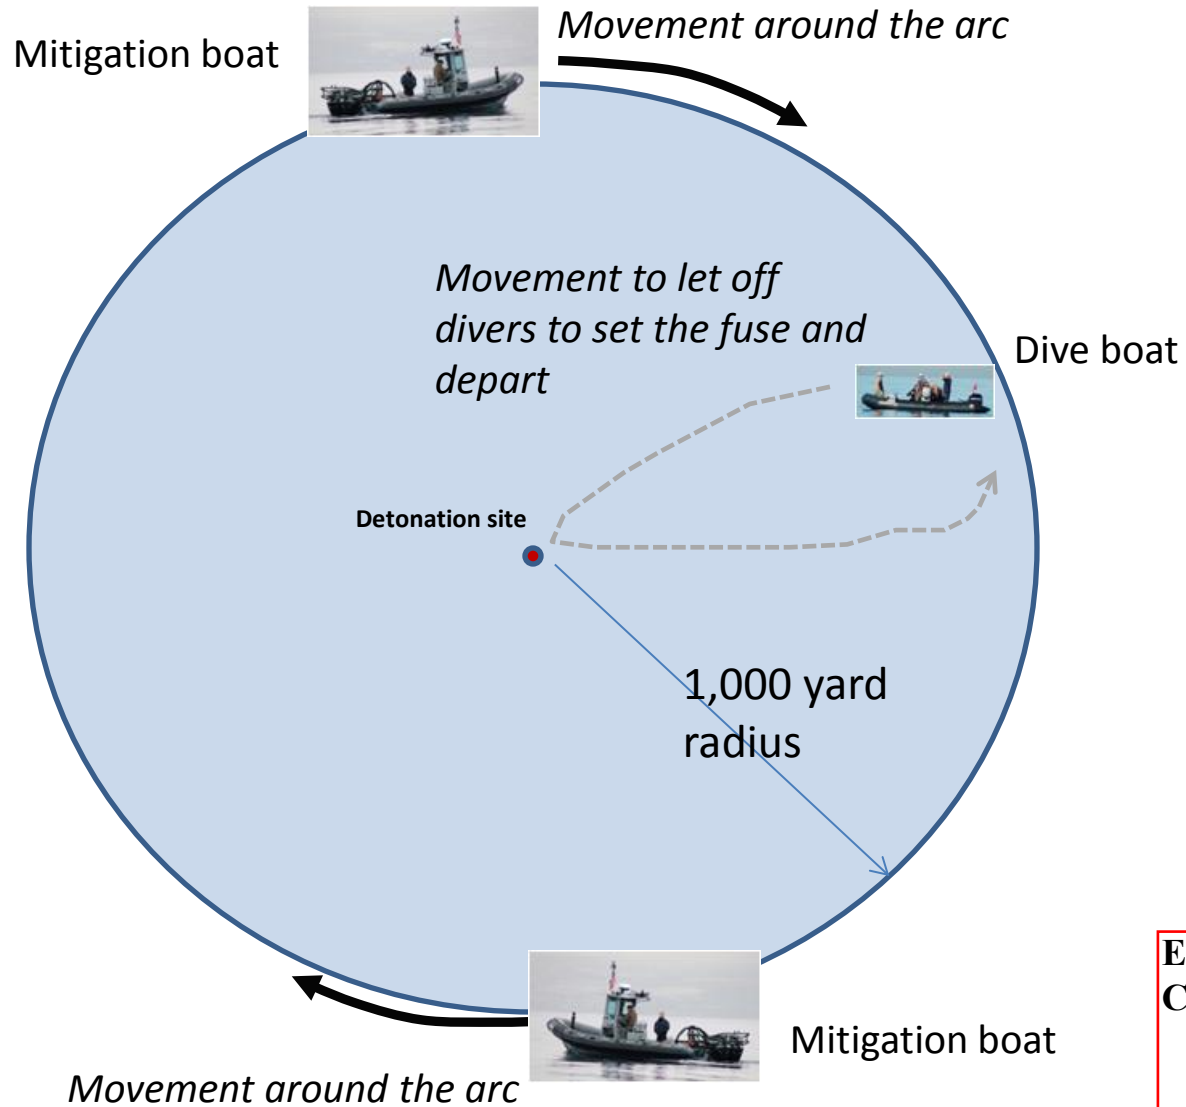 Movement around the arc
Mitigation boat
Movement to let off
divers to set the fuse and
depart
Dive boat
Detonation site
1,000 yard
radius
E
C
Mitigation boat
Movement around the arc